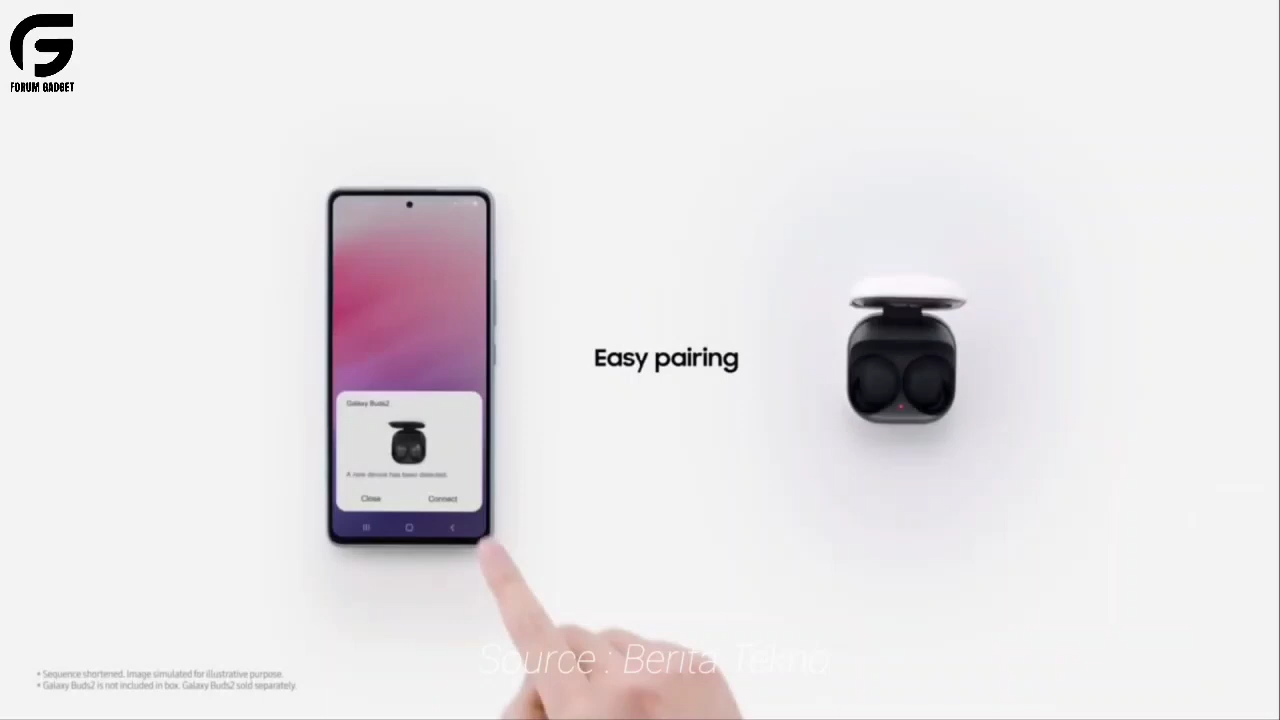 FORUM GADGET
Easy pairing
Galaxy Buds2
A new device has been detected.
Close
Connect
Source : Berita Tekno
* Sequence shortened. Image simulated for illustrative purpose.
* Galaxy Buds2 is not included in box. Galaxy Buds2 sold separately.